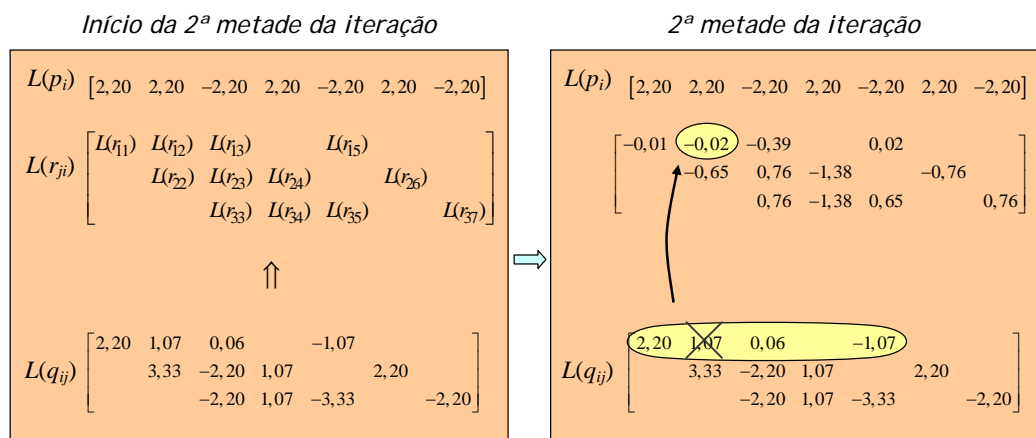 Início da 2ª metade da iteração
L(pᵢ) [2,20 2,20 −2,20 2,20 −2,20 2,20 −2,20]
L(rⱼᵢ)
L(r₁₁) L(r₁₂) L(r₁₃) L(r₁₅)
L(r₂₂) L(r₂₃) L(r₂₄) L(r₂₆)
L(r₃₃) L(r₃₄) L(r₃₅) L(r₃₇)
⇑
L(qᵢⱼ)
2,20 1,07 0,06 −1,07
3,33 −2,20 1,07 2,20
−2,20 1,07 −3,33 −2,20
2ª metade da iteração
L(pᵢ) [2,20 2,20 −2,20 2,20 −2,20 2,20 −2,20]
−0,01 −0,02 −0,39 0,02
−0,65 0,76 −1,38 −0,76
0,76 −1,38 0,65 0,76
L(qᵢⱼ)
2,20 1,07 0,06 −1,07
3,33 −2,20 1,07 2,20
−2,20 1,07 −3,33 −2,20